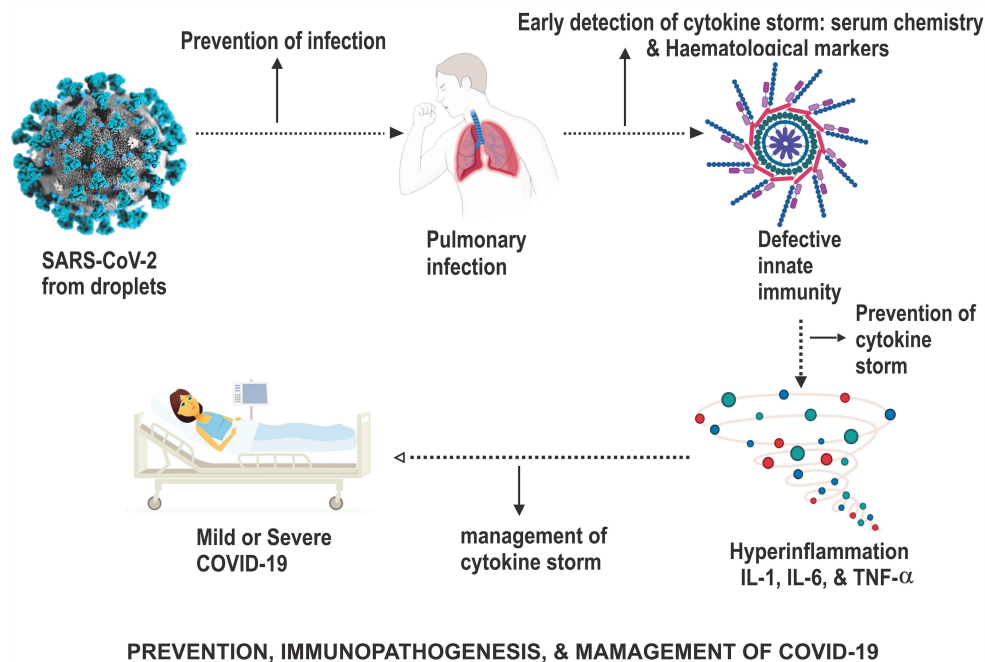 Prevention of infection
Early detection of cytokine storm: serum chemistry
& Haematological markers
SARS-CoV-2
from droplets
Pulmonary
infection
Defective
innate
immunity
Prevention of
cytokine
storm
Mild or Severe
COVID-19
management of
cytokine storm
Hyperinflammation
IL-1, IL-6, & TNF-α
PREVENTION, IMMUNOPATHOGENESIS, & MAMAGEMENT OF COVID-19